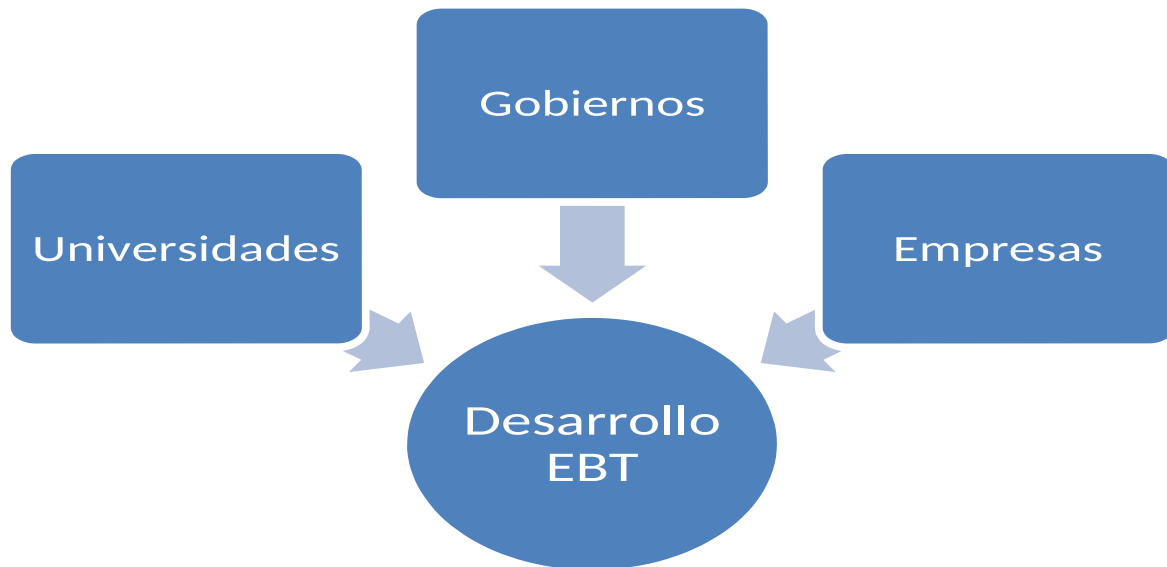 Gobiernos
Universidades
Empresas
Desarrollo
EBT